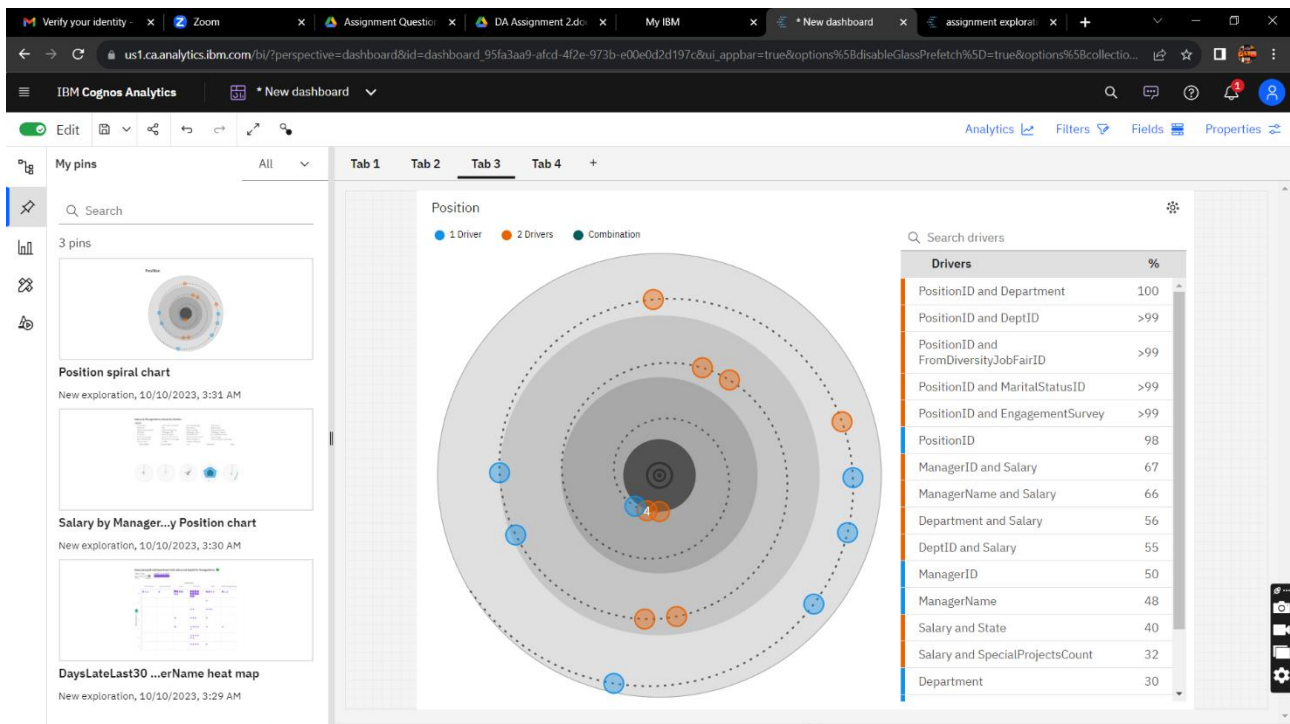 Verify your identity -
Zoom
Assignment Question
DA Assignment 2.doc
My IBM
* New dashboard
assignment explorati
us1.ca.analytics.ibm.com/bi/?perspective=dashboard&id=dashboard_95fa3aa9-afcd-4f2e-973b-e00e0d2d197c&ui_appbar=true&options%5BdisableGlassPrefetch%5D=true&options%5Bcollectio...
IBM Cognos Analytics
* New dashboard
Edit
Analytics
Filters
Fields
Properties
My pins
All
Tab 1
Tab 2
Tab 3
Tab 4
Search
3 pins
Position
Position spiral chart
New exploration, 10/10/2023, 3:31 AM
Salary by Manager...y Position chart
New exploration, 10/10/2023, 3:30 AM
DaysLateLast30 ...erName heat map
New exploration, 10/10/2023, 3:29 AM
Position
1 Driver
2 Drivers
Combination
4
Search drivers
Drivers %
PositionID and Department 100
PositionID and DeptID >99
PositionID and
FromDiversityJobFairID >99
PositionID and MaritalStatusID >99
PositionID and EngagementSurvey >99
PositionID 98
ManagerID and Salary 67
ManagerName and Salary 66
Department and Salary 56
DeptID and Salary 55
ManagerID 50
ManagerName 48
Salary and State 40
Salary and SpecialProjectsCount 32
Department 30